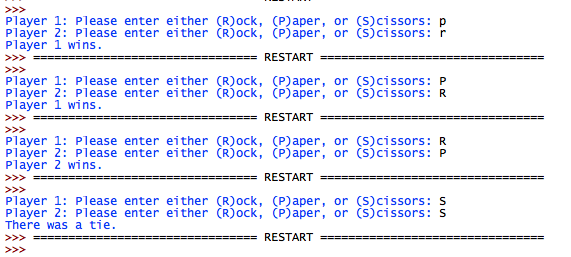 >>>
Player 1: Please enter either (R)ock, (P)aper, or (S)cissors: p
Player 2: Please enter either (R)ock, (P)aper, or (S)cissors: r
Player 1 wins.
>>> ================================ RESTART ================================
>>>
Player 1: Please enter either (R)ock, (P)aper, or (S)cissors: P
Player 2: Please enter either (R)ock, (P)aper, or (S)cissors: R
Player 1 wins.
>>> ================================ RESTART ================================
>>>
Player 1: Please enter either (R)ock, (P)aper, or (S)cissors: R
Player 2: Please enter either (R)ock, (P)aper, or (S)cissors: P
Player 2 wins.
>>> ================================ RESTART ================================
>>>
Player 1: Please enter either (R)ock, (P)aper, or (S)cissors: S
Player 2: Please enter either (R)ock, (P)aper, or (S)cissors: S
There was a tie.
>>> ================================ RESTART ================================
>>>